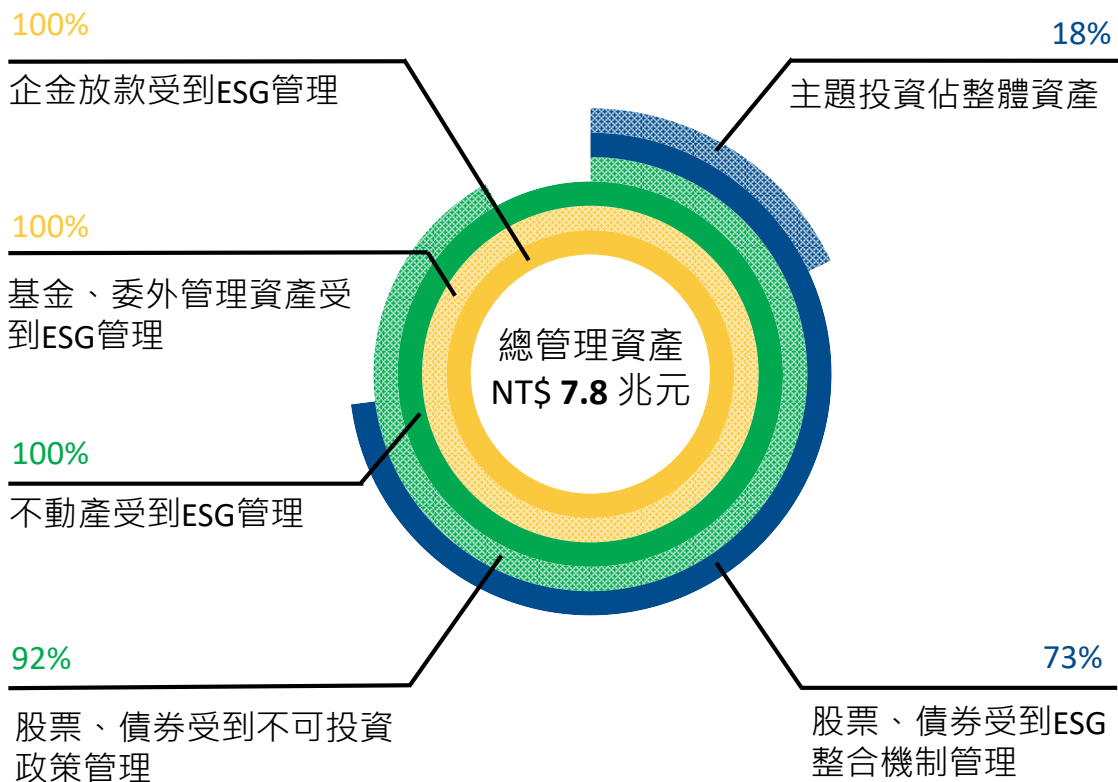 100%
企金放款受到ESG管理
18%
主題投資佔整體資產
100%
基金、委外管理資產受
到ESG管理
總管理資產
NT$ 7.8 兆元
100%
不動產受到ESG管理
92%
股票、債券受到不可投資
政策管理
73%
股票、債券受到ESG
整合機制管理